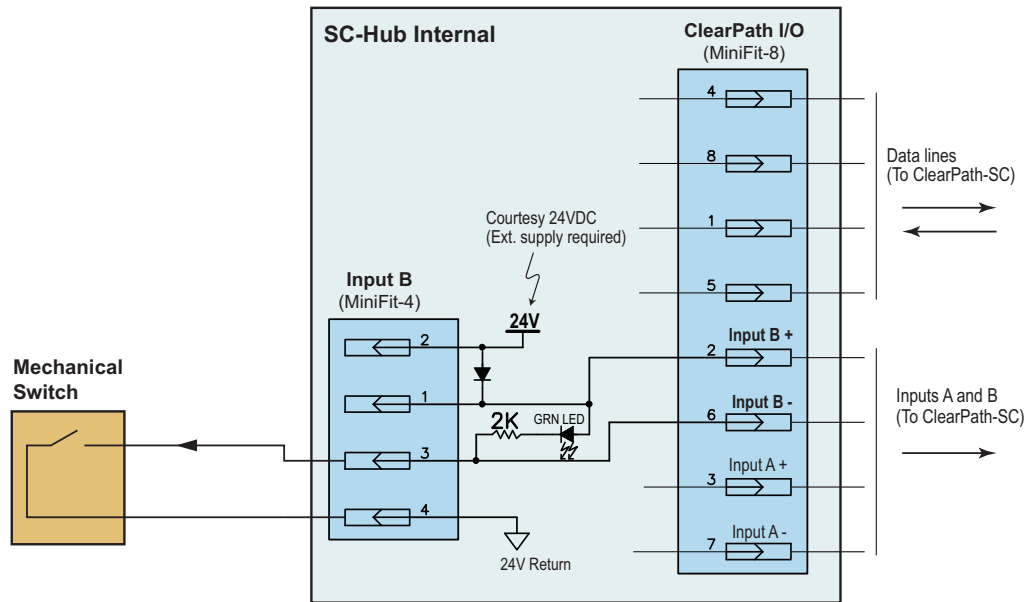 SC-Hub Internal
ClearPath I/O
(MiniFit-8)
4
8
1
5
Data lines
(To ClearPath-SC)
Courtesy 24VDC
(Ext. supply required)
Input B
(MiniFit-4)
24V
2
1
2K
GRN LED
3
4
24V Return
Mechanical
Switch
2
Input B +
6
Input B -
3
Input A +
7
Input A -
Inputs A and B
(To ClearPath-SC)